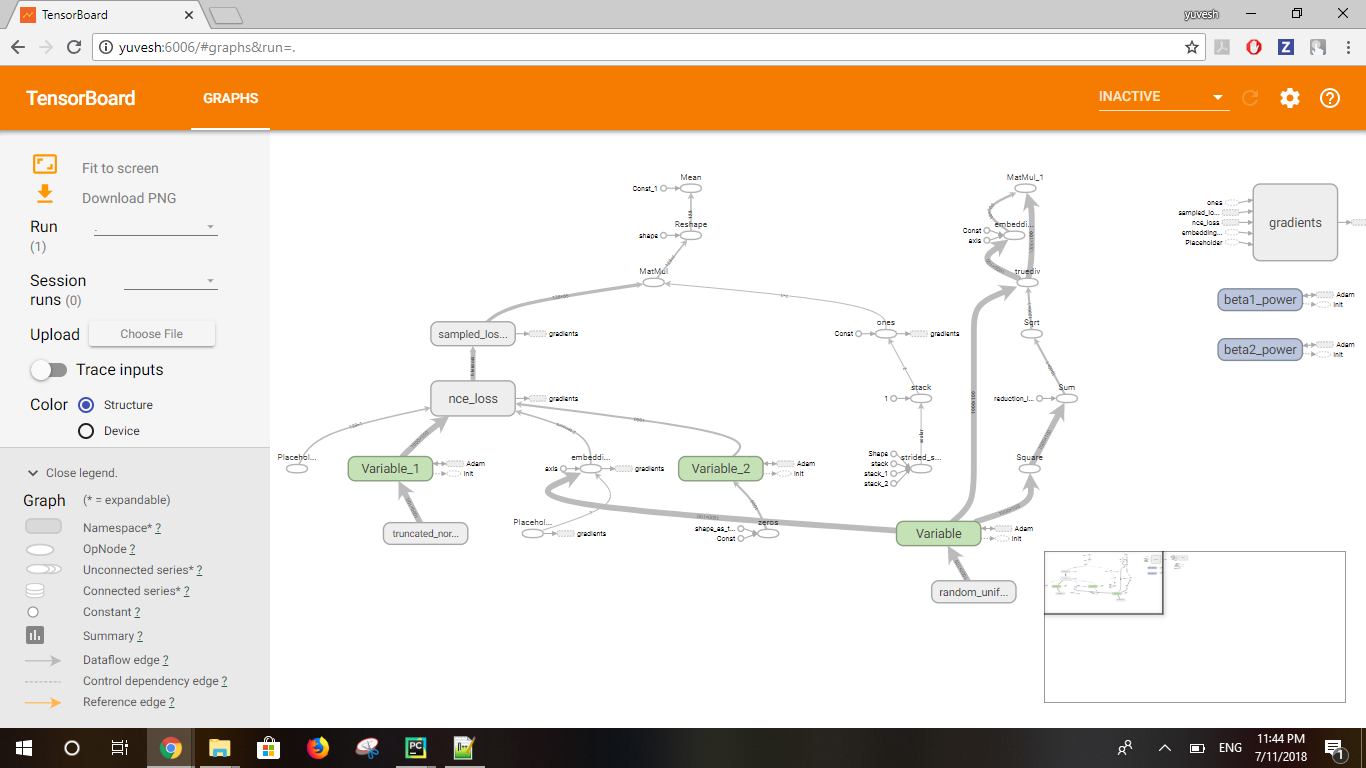 TensorBoard
yuvesh
yuvesh:6006/#graphs&run=.
TensorBoard
GRAPHS
INACTIVE
Fit to screen
Download PNG
Run
(1)
.
Session
runs (0)
Upload
Choose File
Trace inputs
Color
Structure
Device
Close legend.
Graph
(* = expandable)
Namespace* ?
OpNode ?
Unconnected series* ?
Connected series* ?
Constant ?
Summary ?
Dataflow edge ?
Control dependency edge ?
Reference edge ?
Mean
Const_1
Reshape
shape
MatMul
sampled_los...
gradients
nce_loss
gradients
Placehol...
Variable_1
Adam
init
truncated_nor...
embeddi...
axis
gradients
Placehol...
gradients
Variable_2
Adam
init
shape_as_t...
zeros
Const
ones
Const
gradients
stack
1
Shape
stack
strided_s...
stack_1
stack_2
MatMul_1
embeddi...
Const
axis
truediv
Sqrt
Sum
reduction_i...
Square
Variable
Adam
init
random_unif...
ones
sampled_lo...
nce_loss
embedding...
Placeholder
gradients
beta1_power
Adam
init
beta2_power
Adam
init
ENG
11:44 PM
7/11/2018
1